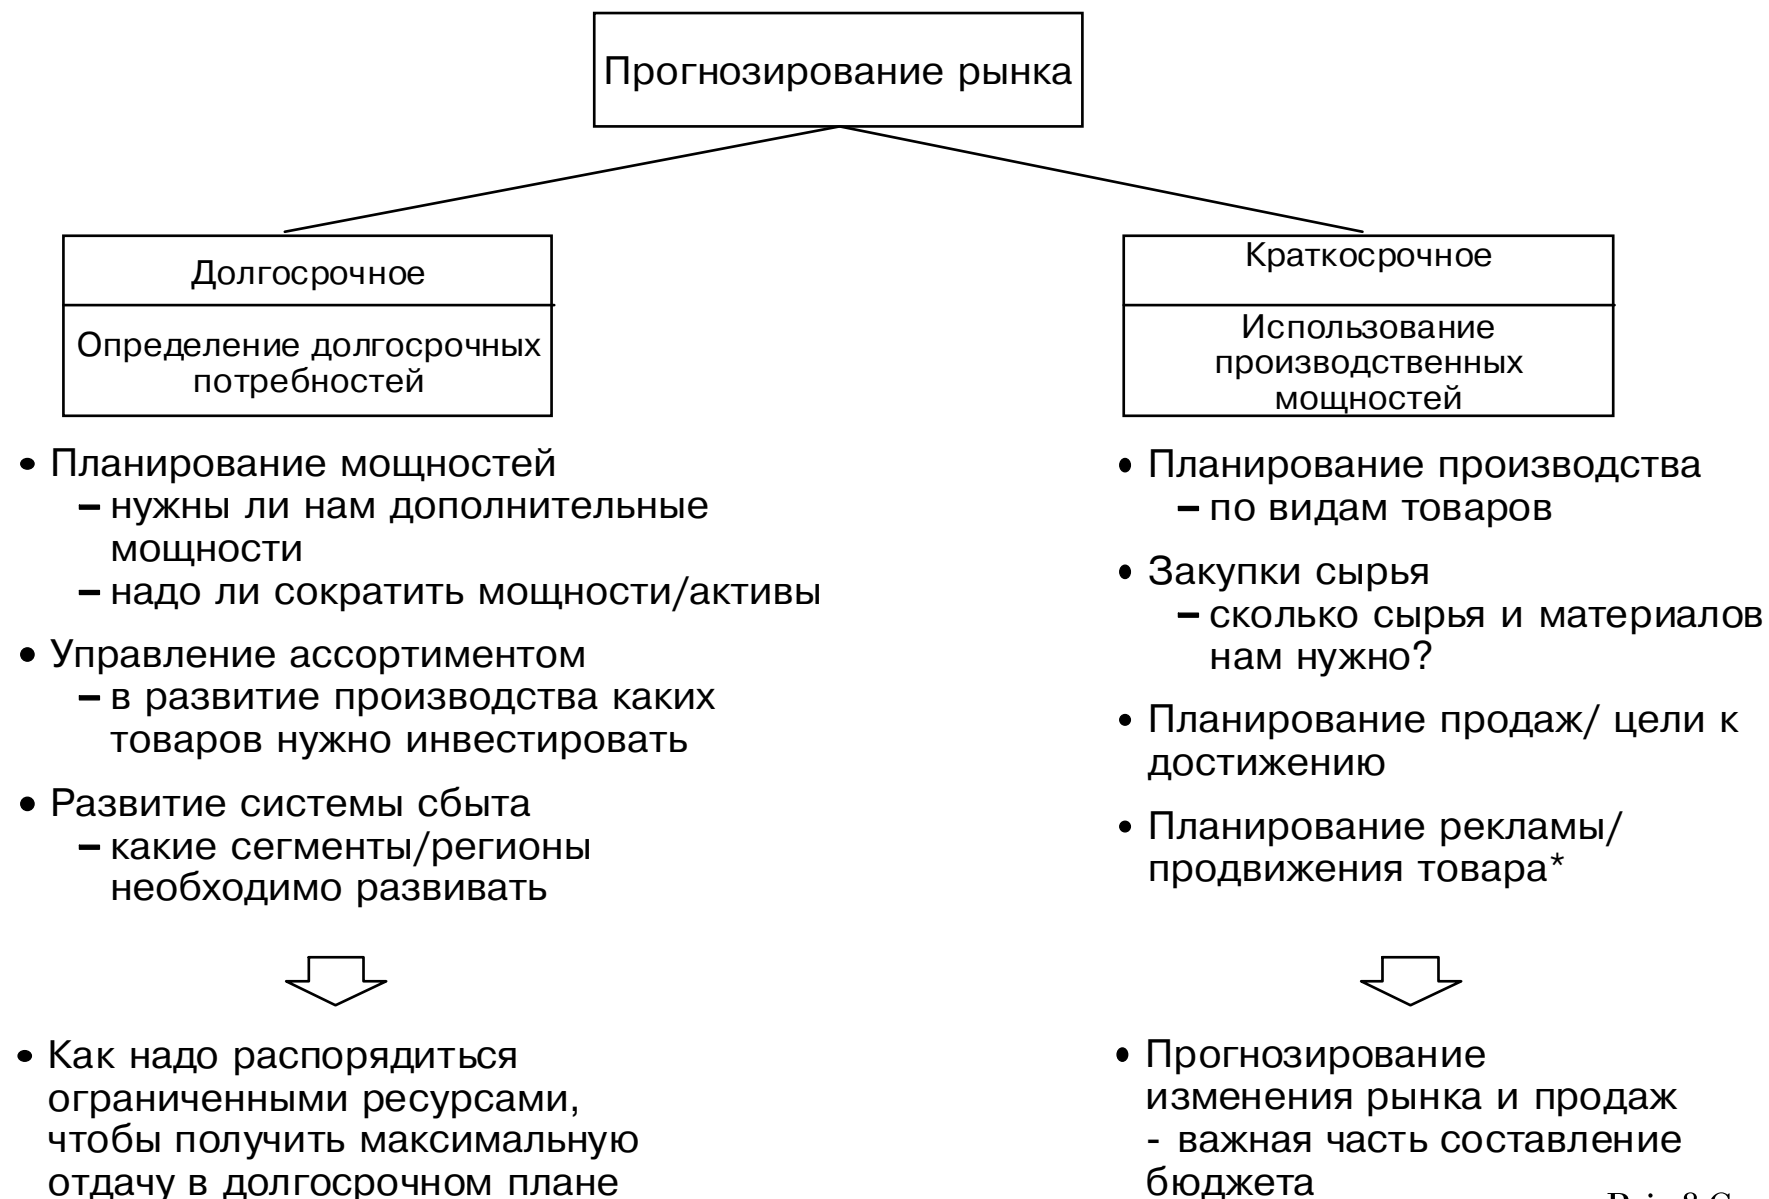 Прогнозирование рынка
Долгосрочное
Определение долгосрочных
потребностей
• Планирование мощностей
– нужны ли нам дополнительные
мощности
– надо ли сократить мощности/активы
• Управление ассортиментом
– в развитие производства каких
товаров нужно инвестировать
• Развитие системы сбыта
– какие сегменты/регионы
необходимо развивать
• Как надо распорядиться
ограниченными ресурсами,
чтобы получить максимальную
отдачу в долгосрочном плане
Краткосрочное
Использование
производственных
мощностей
• Планирование производства
– по видам товаров
• Закупки сырья
– сколько сырья и материалов
нам нужно?
• Планирование продаж/ цели к
достижению
• Планирование рекламы/
продвижения товара*
• Прогнозирование
изменения рынка и продаж
- важная часть составление
бюджета